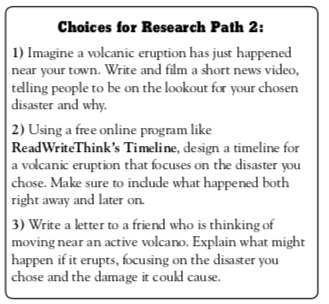 Choices for Research Path 2:
1) Imagine a volcanic eruption has just happened
near your town. Write and film a short news video,
telling people to be on the lookout for your chosen
disaster and why.
2) Using a free online program like
ReadWriteThink's Timeline, design a timeline for
a volcanic eruption that focuses on the disaster you
chose. Make sure to include what happened both
right away and later on.
3) Write a letter to a friend who is thinking of
moving near an active volcano. Explain what might
happen if it erupts, focusing on the disaster you
chose and the damage it could cause.